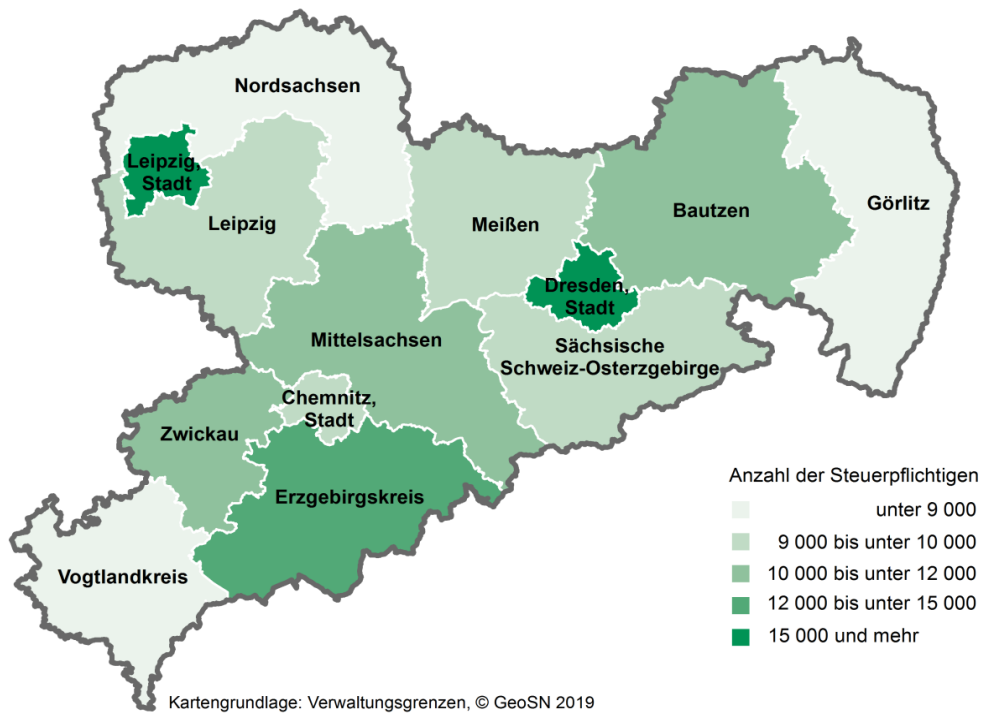 Nordsachsen
Leipzig,
Stadt
Leipzig
Meißen
Bautzen
Görlitz
Dresden,
Stadt
Mittelsachsen
Sächsische
Schweiz-Osterzgebirge
Chemnitz,
Stadt
Zwickau
Erzgebirgskreis
Vogtlandkreis
Anzahl der Steuerpflichtigen
unter 9 000
9 000 bis unter 10 000
10 000 bis unter 12 000
12 000 bis unter 15 000
15 000 und mehr
Kartengrundlage: Verwaltungsgrenzen, © GeoSN 2019